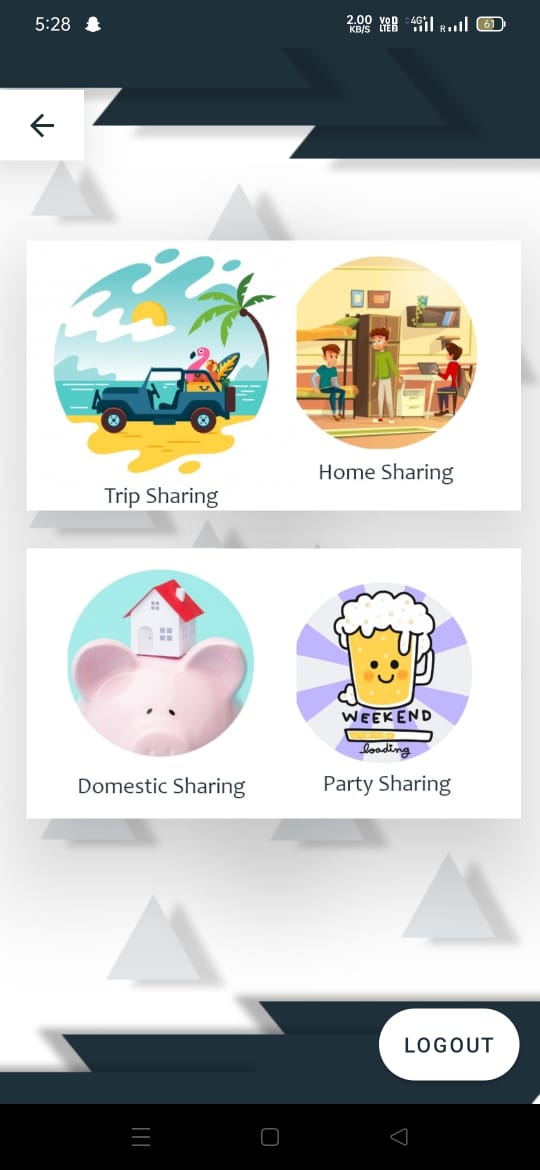 5:28 2.00 KB/S VoD LTE 4G R 61
Trip Sharing
Home Sharing
WEEKEND
loading
Domestic Sharing
Party Sharing
LOGOUT